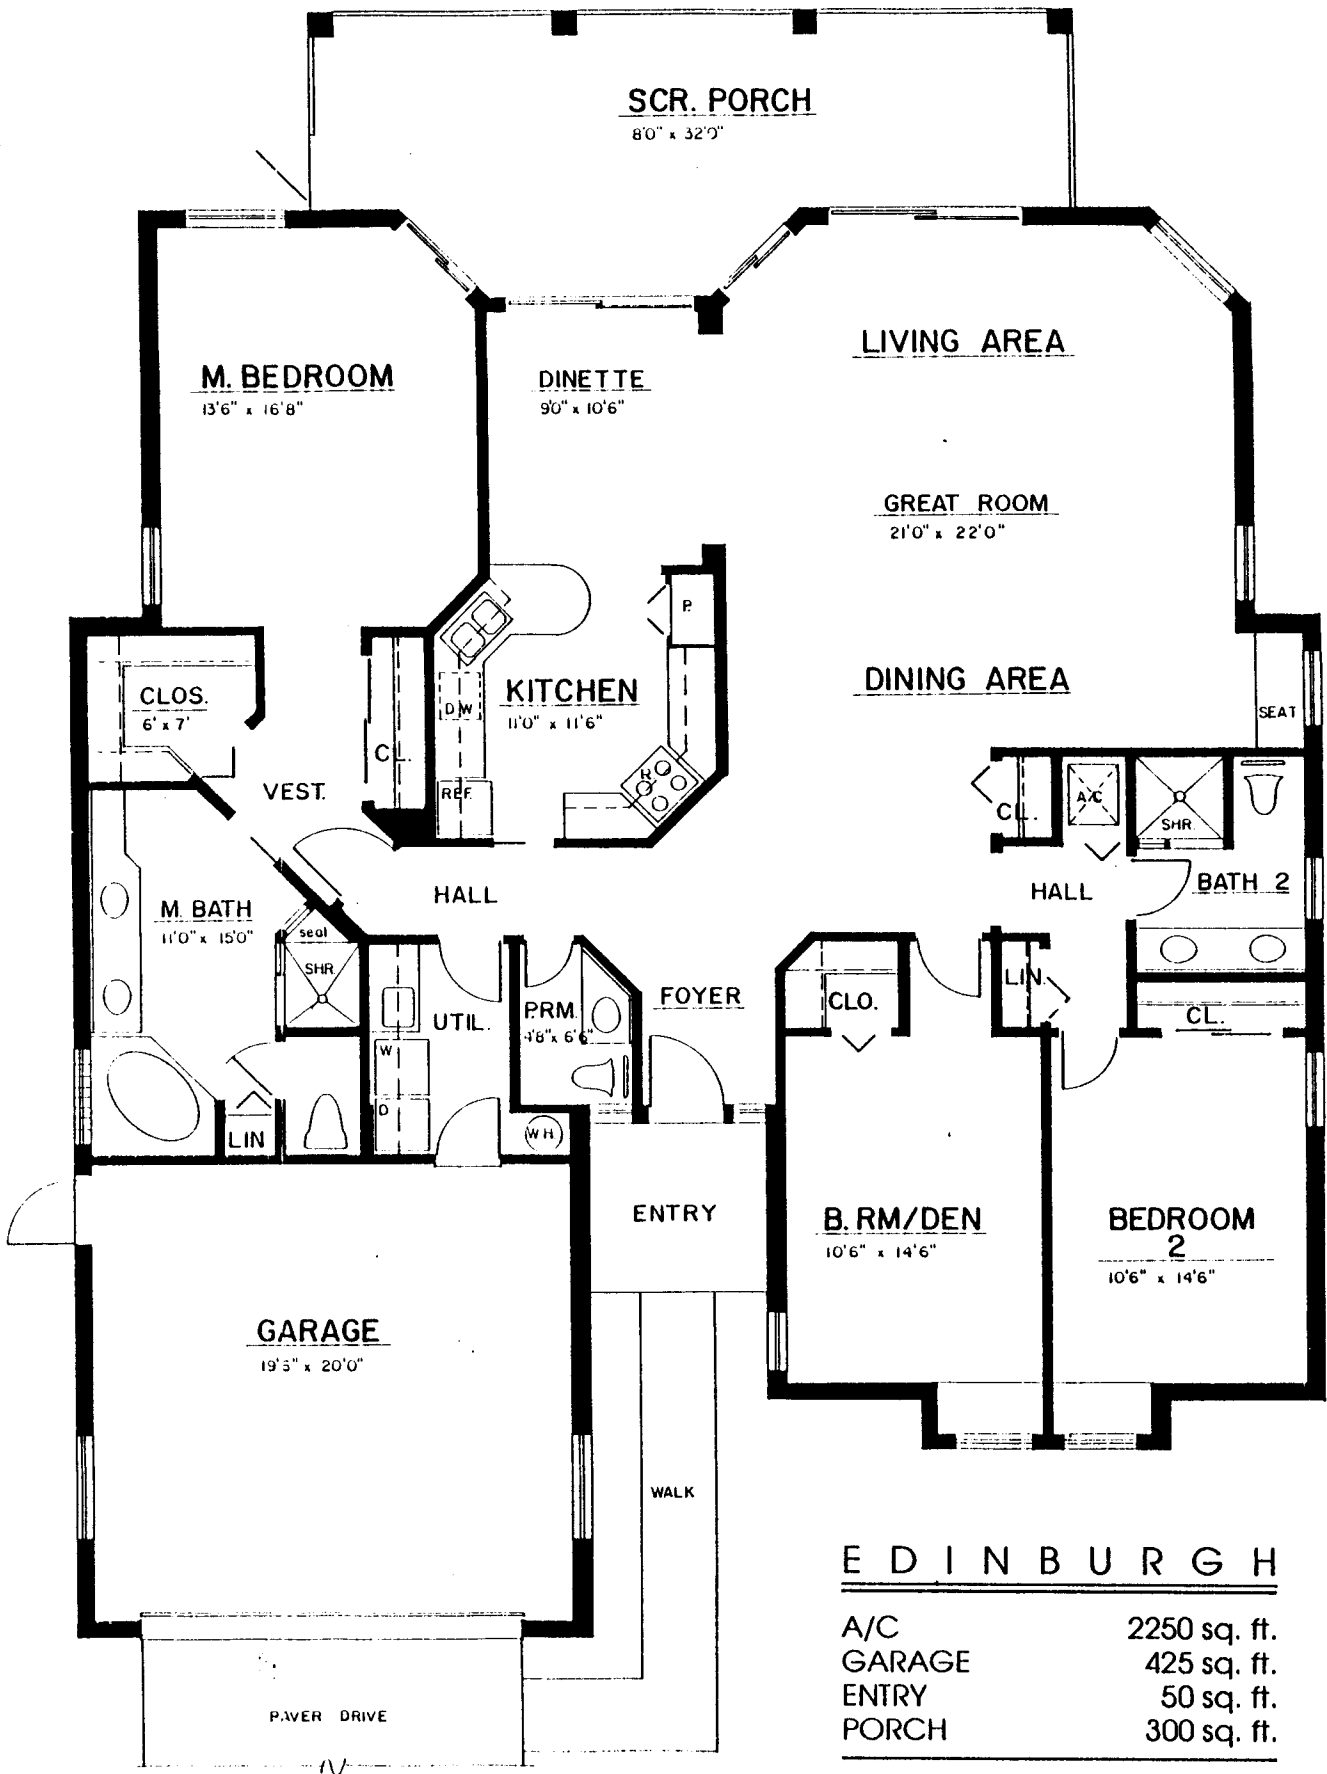 SCR. PORCH
8'0" x 32'0"
M. BEDROOM
13'6" x 16'8"
DINETTE
9'0" x 10'6"
LIVING AREA
GREAT ROOM
21'0" x 22'0"
DINING AREA
SEAT
CLOS.
6' x 7'
VEST.
CL.
P.
KITCHEN
11'0" x 11'6"
D.W.
REF.
R
CL.
A/C
SHR.
BATH 2
HALL
HALL
M. BATH
11'0" x 15'0"
seat
SHR.
LIN
UTIL.
W
D
P.RM.
4'8" x 6'6"
W.H.
FOYER
CLO.
LIN.
CL.
ENTRY
B. RM/DEN
10'6" x 14'6"
BEDROOM
2
10'6" x 14'6"
GARAGE
x 20'0"
WALK
PAVER DRIVE
EDINBURGH
A/C 2250 sq. ft.
GARAGE 425 sq. ft.
ENTRY 50 sq. ft.
PORCH 300 sq. ft.